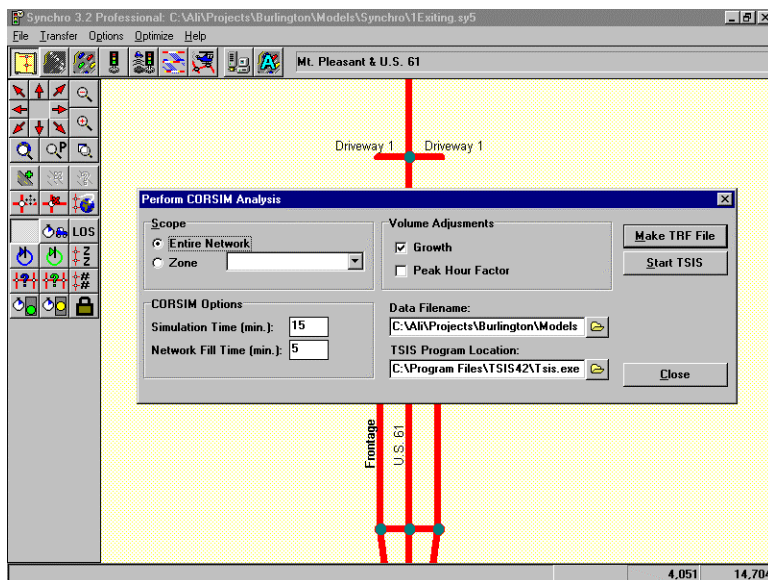 Synchro 3.2 Professional: C:\Ali\Projects\Burlington\Models\Synchro\1Exiting.sy5
File Transfer Options Optimize Help
Mt. Pleasant & U.S. 61
Driveway 1 Driveway 1
LOS
Perform CORSIM Analysis
Scope
Entire Network
Zone
Volume Adjusments
Growth
Peak Hour Factor
Make TRF File
Start TSIS
CORSIM Options
Simulation Time (min.): 15
Network Fill Time (min.): 5
Data Filename:
C:\Ali\Projects\Burlington\Models
TSIS Program Location:
C:\Program Files\TSIS42\Tsis.exe
Close
Frontage
U.S. 61
4,051 14,704